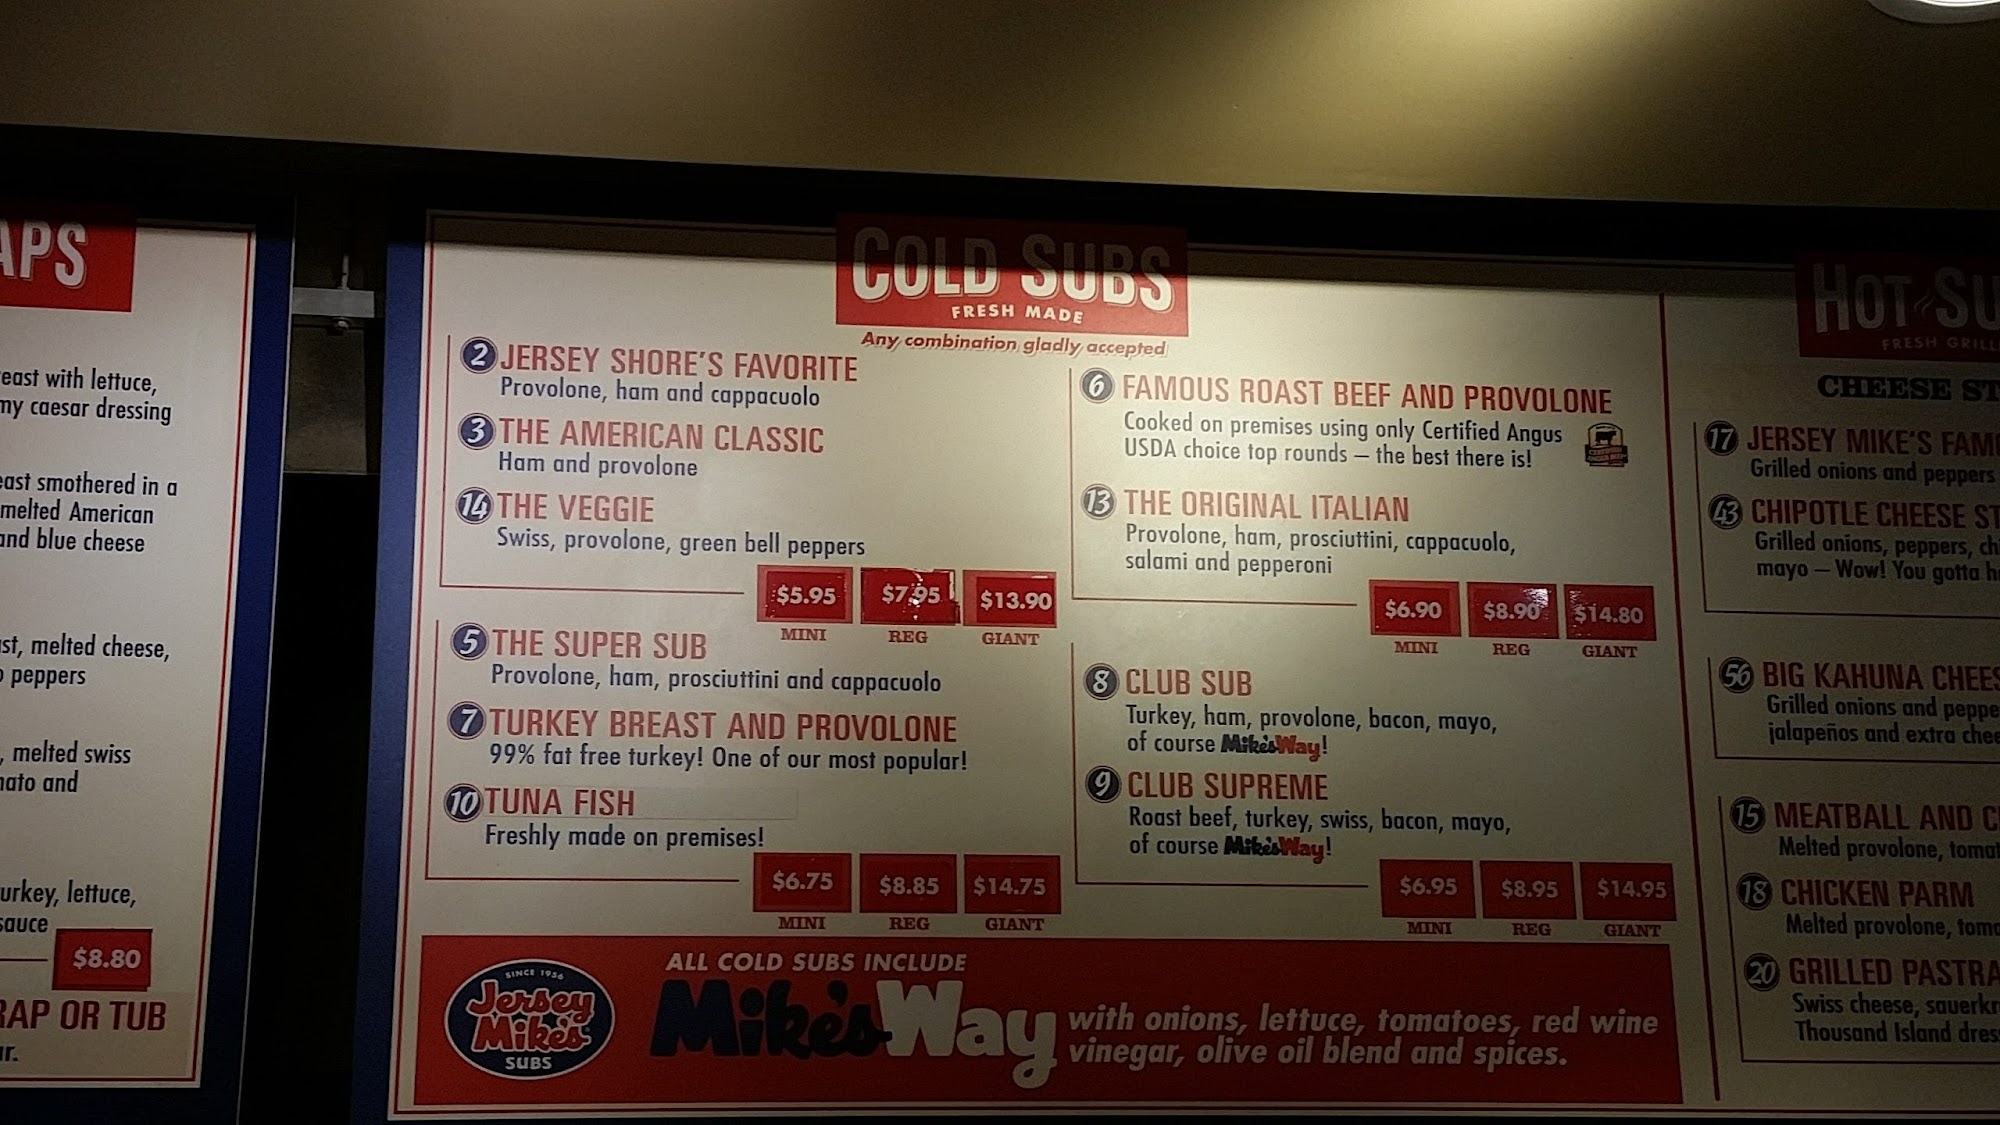 APS
east with lettuce,
my caesar dressing
east smothered in a
melted American
and blue cheese
st, melted cheese,
peppers
, melted swiss
ato and
urkey, lettuce,
sauce
$8.80
RAP OR TUB
COLD SUBS
FRESH MADE
Any combination gladly accepted
2 JERSEY SHORE'S FAVORITE
Provolone, ham and cappacuolo
3 THE AMERICAN CLASSIC
Ham and provolone
14 THE VEGGIE
Swiss, provolone, green bell peppers
$5.95 $7.95 $13.90
MINI REG GIANT
5 THE SUPER SUB
Provolone, ham, prosciuttini and cappacuolo
7 TURKEY BREAST AND PROVOLONE
99% fat free turkey! One of our most popular!
10 TUNA FISH
Freshly made on premises!
$6.75 $8.85 $14.75
MINI REG GIANT
6 FAMOUS ROAST BEEF AND PROVOLONE
Cooked on premises using only Certified Angus
USDA choice top rounds – the best there is!
13 THE ORIGINAL ITALIAN
Provolone, ham, prosciuttini, cappacuolo,
salami and pepperoni
$6.90 $8.90 $14.80
MINI REG GIANT
8 CLUB SUB
Turkey, ham, provolone, bacon, mayo,
of course Mike's Way!
9 CLUB SUPREME
Roast beef, turkey, swiss, bacon, mayo,
of course Mike's Way!
$6.95 $8.95 $14.95
MINI REG GIANT
SINCE 1956
Jersey
Mike's
SUBS
ALL COLD SUBS INCLUDE
Mike's Way with onions, lettuce, tomatoes, red wine
vinegar, olive oil blend and spices.
HOT SU
FRESH GRILL
CHEESE ST
17 JERSEY MIKE'S FAM
Grilled onions and peppers
43 CHIPOTLE CHEESE ST
Grilled onions, peppers, ch
mayo – Wow! You gotta h
56 BIG KAHUNA CHEES
Grilled onions and peppe
jalapeños and extra chee
15 MEATBALL AND C
Melted provolone, tomat
18 CHICKEN PARM
Melted provolone, toma
20 GRILLED PASTRA
Swiss cheese, sauerkr
Thousand Island dres